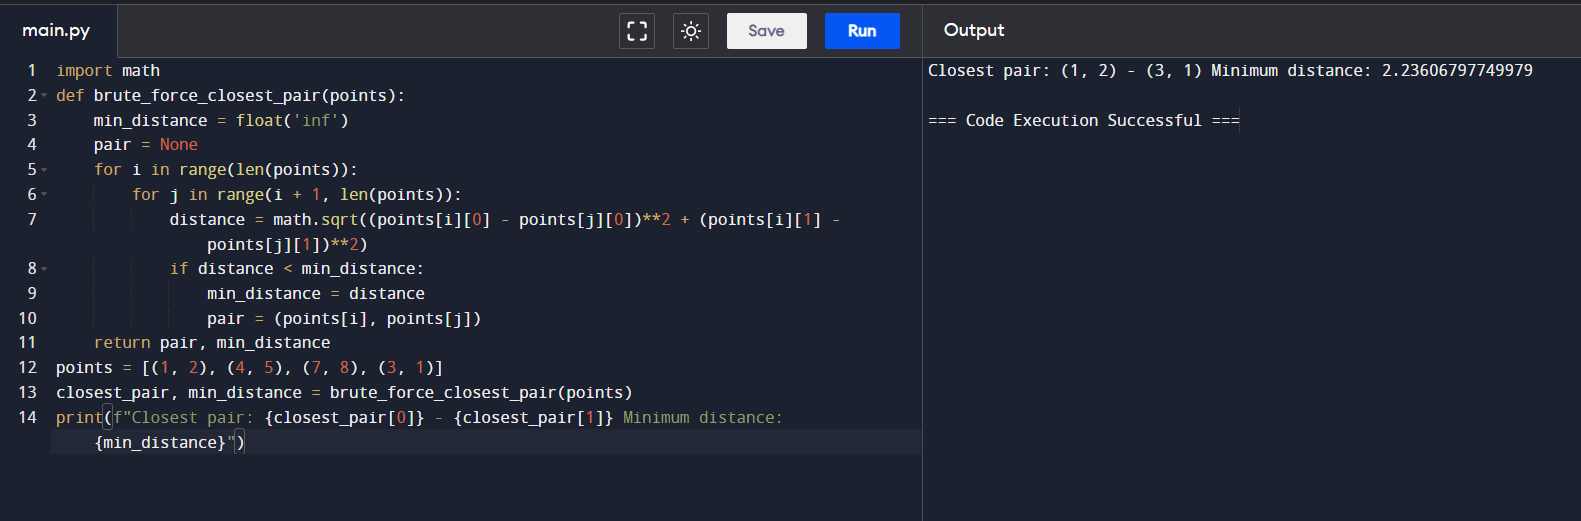 main.py
Save
Run
Output
1 import math
2 def brute_force_closest_pair(points):
3     min_distance = float('inf')
4     pair = None
5     for i in range(len(points)):
6         for j in range(i + 1, len(points)):
7             distance = math.sqrt((points[i][0] - points[j][0])**2 + (points[i][1] -
                points[j][1])**2)
8             if distance < min_distance:
9                 min_distance = distance
10                 pair = (points[i], points[j])
11     return pair, min_distance
12 points = [(1, 2), (4, 5), (7, 8), (3, 1)]
13 closest_pair, min_distance = brute_force_closest_pair(points)
14 print(f"Closest pair: {closest_pair[0]} - {closest_pair[1]} Minimum distance:
    {min_distance}")
Closest pair: (1, 2) - (3, 1) Minimum distance: 2.23606797749979
=== Code Execution Successful ===